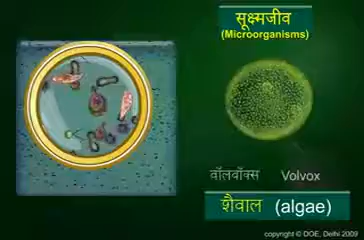 सूक्ष्मजीव
(Microorganisms)
वॉलवॉक्स Volvox
शैवाल (algae)
copyright © DOE, Delhi 2009